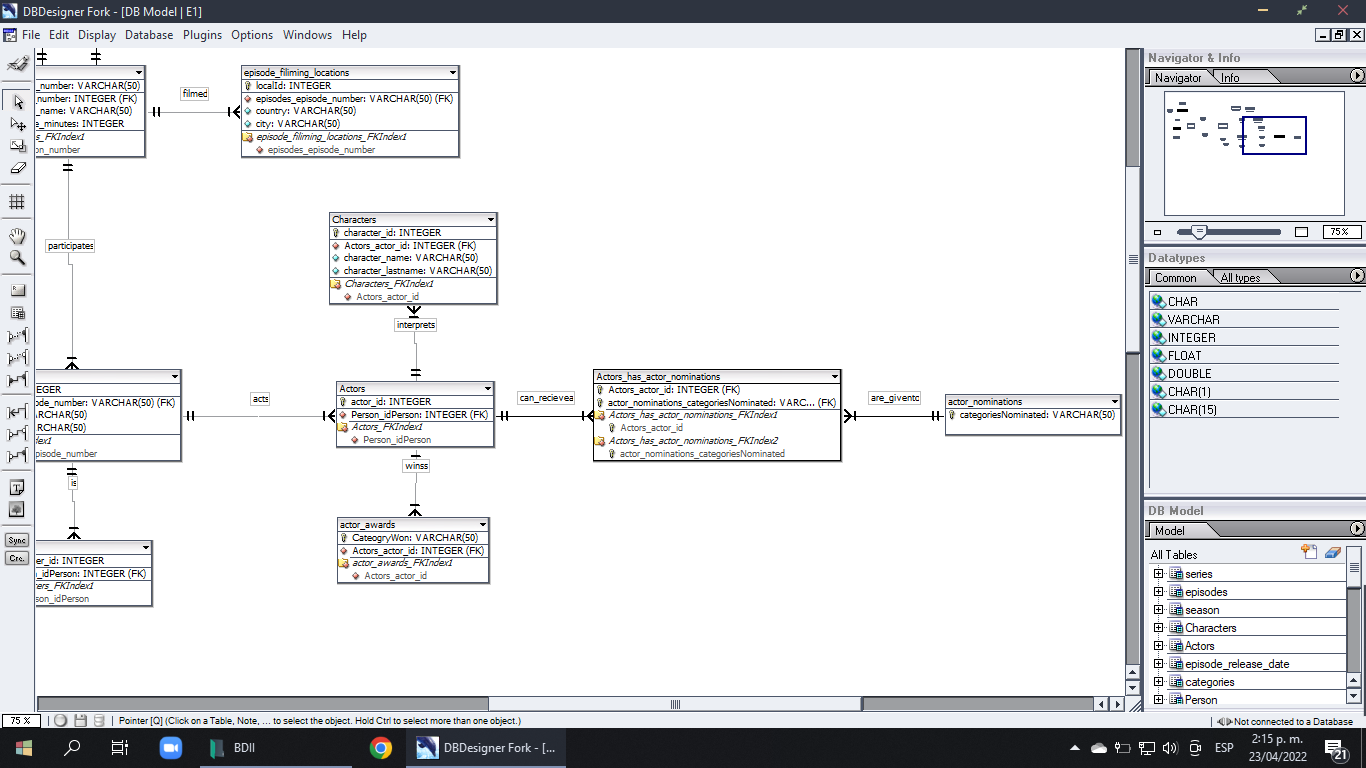 DBDesigner Fork - [DB Model | E1]
File Edit Display Database Plugins Options Windows Help
_number: VARCHAR(50)
_number: INTEGER (FK)
_name: VARCHAR(50)
e_minutes: INTEGER
s_FKIndex1
on_number
filmed
episode_filiming_locations
localId: INTEGER
episodes_episode_number: VARCHAR(50) (FK)
country: VARCHAR(50)
city: VARCHAR(50)
episode_filiming_locations_FKIndex1
episodes_episode_number
participates
Characters
character_id: INTEGER
Actors_actor_id: INTEGER (FK)
character_name: VARCHAR(50)
character_lastname: VARCHAR(50)
Characters_FKIndex1
Actors_actor_id
interprets
EGER
ode_number: VARCHAR(50) (FK)
RCHAR(50)
RCHAR(50)
dex1
pisode_number
acts
Actors
actor_id: INTEGER
Person_idPerson: INTEGER (FK)
Actors_FKIndex1
Person_idPerson
can_recievea
Actors_has_actor_nominations
Actors_actor_id: INTEGER (FK)
actor_nominations_categoriesNominated: VARC... (FK)
Actors_has_actor_nominations_FKIndex1
Actors_actor_id
Actors_has_actor_nominations_FKIndex2
actor_nominations_categoriesNominated
are_giventc
actor_nominations
categoriesNominated: VARCHAR(50)
is
er_id: INTEGER
n_idPerson: INTEGER (FK)
ters_FKIndex1
rson_idPerson
winss
actor_awards
CateogryWon: VARCHAR(50)
Actors_actor_id: INTEGER (FK)
actor_awards_FKIndex1
Actors_actor_id
Navigator & Info
Navigator Info
75%
Datatypes
Common All types
CHAR
VARCHAR
INTEGER
FLOAT
DOUBLE
CHAR(1)
CHAR(15)
DB Model
Model
All Tables
series
episodes
season
Characters
Actors
episode_release_date
categories
Person
Sync
Cre.
75 % Pointer [Q] (Click on a Table, Note, ... to select the object. Hold Ctrl to select more than one object.) Not connected to a Database
BDII
DBDesigner Fork - [...
ESP
2:15 p. m.
23/04/2022
21